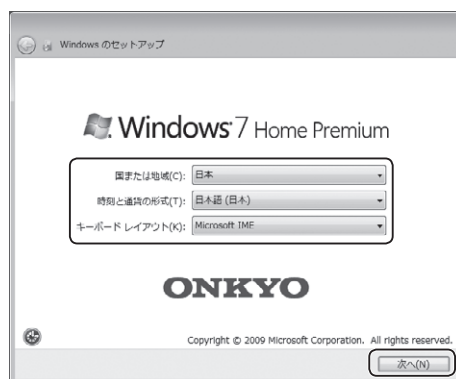 Windows のセットアップ
Windows 7 Home Premium
国または地域(C): 日本
時刻と通貨の形式(T): 日本語 (日本)
キーボード レイアウト(K): Microsoft IME
ONKYO
Copyright © 2009 Microsoft Corporation. All rights reserved.
次へ(N)